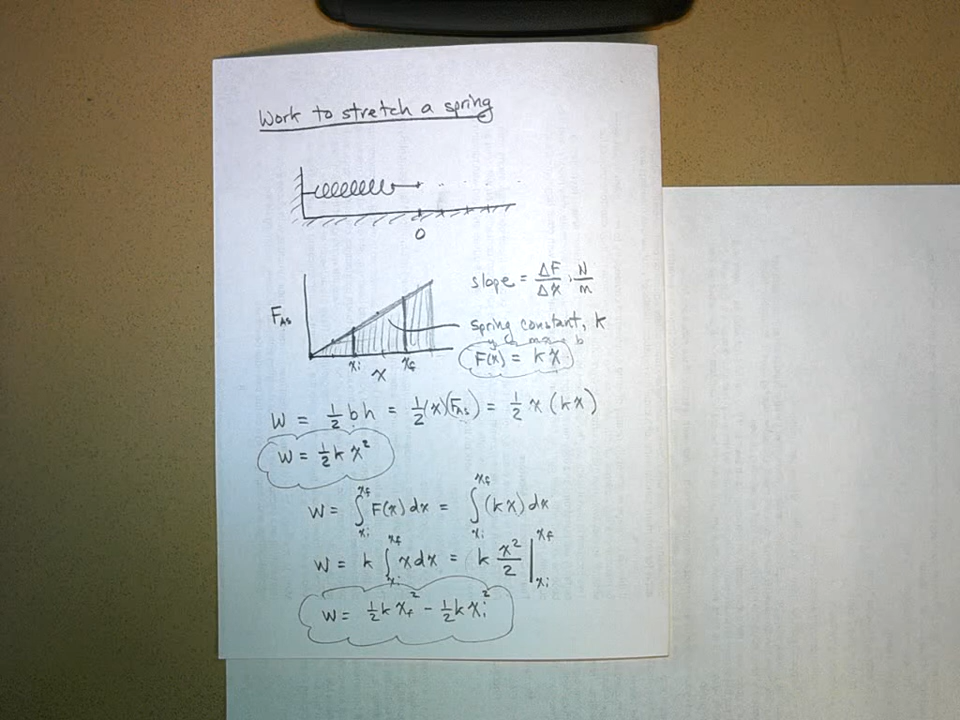 Work to stretch a spring
0
slope = ΔF/Δx · N/m
F_AS
spring constant, k
F(x) = kx
x_i x_f
x
W = 1/2 bh = 1/2 (x)(F_AS) = 1/2 x (kx)
W = 1/2 k x²
W = ∫_{x_i}^{x_f} F(x) dx = ∫_{x_i}^{x_f} (kx) dx
W = k ∫_{x_i}^{x_f} x dx = k x²/2 |_{x_i}^{x_f}
W = 1/2 k x_f² - 1/2 k x_i²